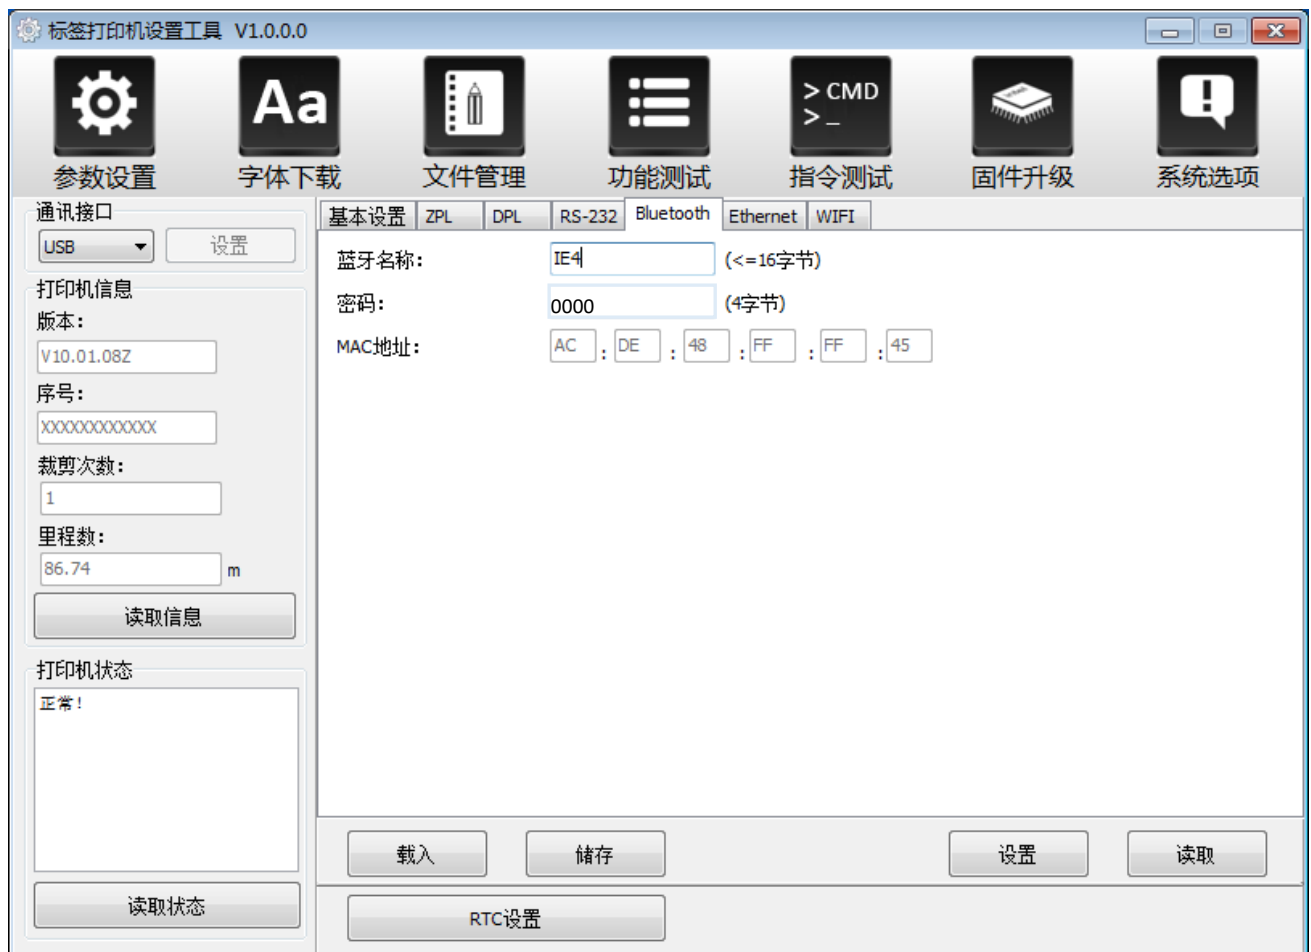 标签打印机设置工具 V1.0.0.0
Aa
> CMD
> _
参数设置 字体下载 文件管理 功能测试 指令测试 固件升级 系统选项
通讯接口
USB 设置
打印机信息
版本:
V10.01.08Z
序号:
XXXXXXXXXXXX
裁剪次数:
1
里程数:
86.74 m
读取信息
打印机状态
正常!
读取状态
基本设置 ZPL DPL RS-232 Bluetooth Ethernet WIFI
蓝牙名称: IE4 (<=16字节)
密码: 0000 (4字节)
MAC地址: AC : DE : 48 : FF : FF : 45
载入 储存 设置 读取
RTC设置